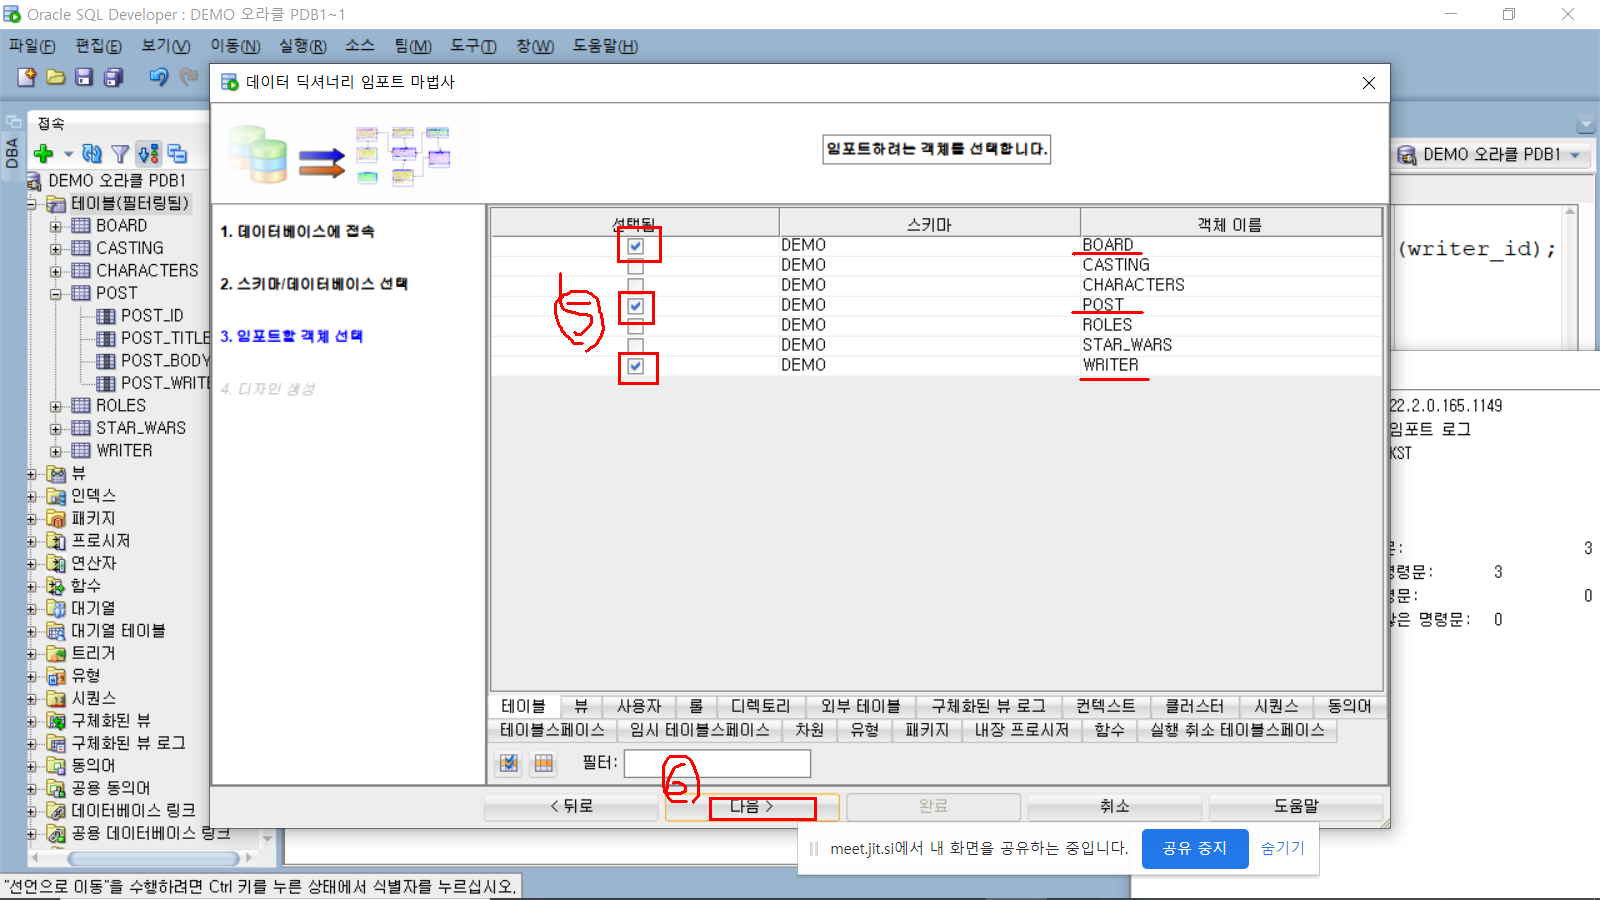 Oracle SQL Developer : DEMO 오라클 PDB1~1
파일(F) 편집(E) 보기(V) 이동(N) 실행(R) 소스 팀(M) 도구(T) 창(W) 도움말(H)
데이터 딕셔너리 임포트 마법사
접속
DBA
임포트하려는 객체를 선택합니다.
DEMO 오라클 PDB1
DEMO 오라클 PDB1
테이블(필터링됨)
BOARD
CASTING
CHARACTERS
POST
POST_ID
POST_TITLE
POST_BODY
POST_WRITE
ROLES
STAR_WARS
WRITER
뷰
인덱스
패키지
프로시저
연산자
함수
대기열
대기열 테이블
트리거
유형
시퀀스
구체화된 뷰
구체화된 뷰 로그
동의어
공용 동의어
데이터베이스 링크
공용 데이터베이스 링크
1. 데이터베이스에 접속
2. 스키마/데이터베이스 선택
3. 임포트할 객체 선택
4. 디자인 생성
선택됨 스키마 객체 이름
DEMO BOARD
DEMO CASTING
DEMO CHARACTERS
DEMO POST
DEMO ROLES
DEMO STAR_WARS
DEMO WRITER
5
(writer_id);
22.2.0.165.1149
임포트 로그
KST
문: 3
명령문: 3
명문: 0
않은 명령문: 0
테이블 뷰 사용자 롤 디렉토리 외부 테이블 구체화된 뷰 로그 컨텍스트 클러스터 시퀀스 동의어
테이블스페이스 임시 테이블스페이스 차원 유형 패키지 내장 프로시저 함수 실행 취소 테이블스페이스
필터:
6
< 뒤로 다음 > 완료 취소 도움말
meet.jit.si에서 내 화면을 공유하는 중입니다. 공유 중지 숨기기
"선언으로 이동"을 수행하려면 Ctrl 키를 누른 상태에서 식별자를 누르십시오.